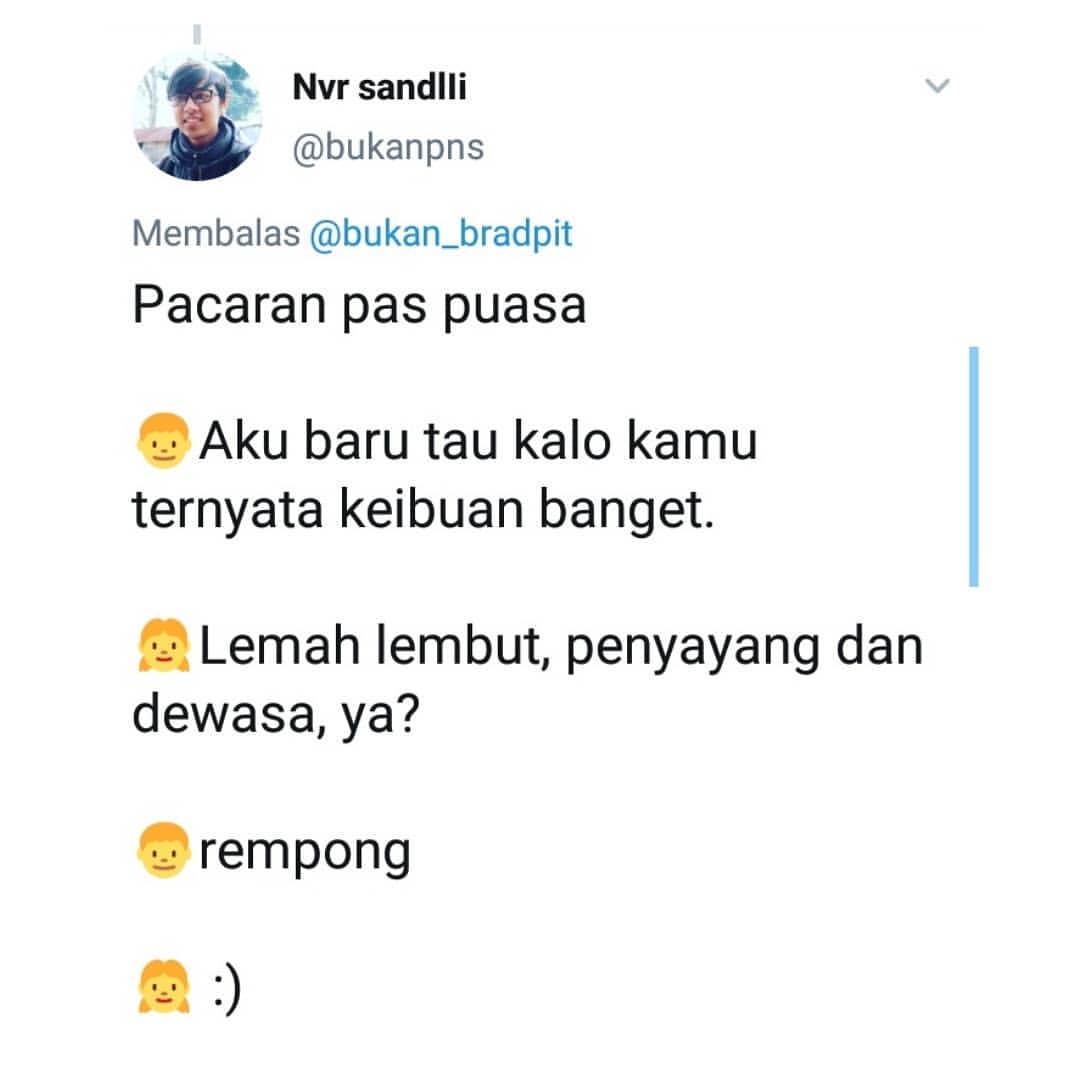 Nvr sandlli
@bukanpns
Membalas @bukan_bradpit
Pacaran pas puasa
👦Aku baru tau kalo kamu
ternyata keibuan banget.
👧Lemah lembut, penyayang dan
dewasa, ya?
👦rempong
👧 :)